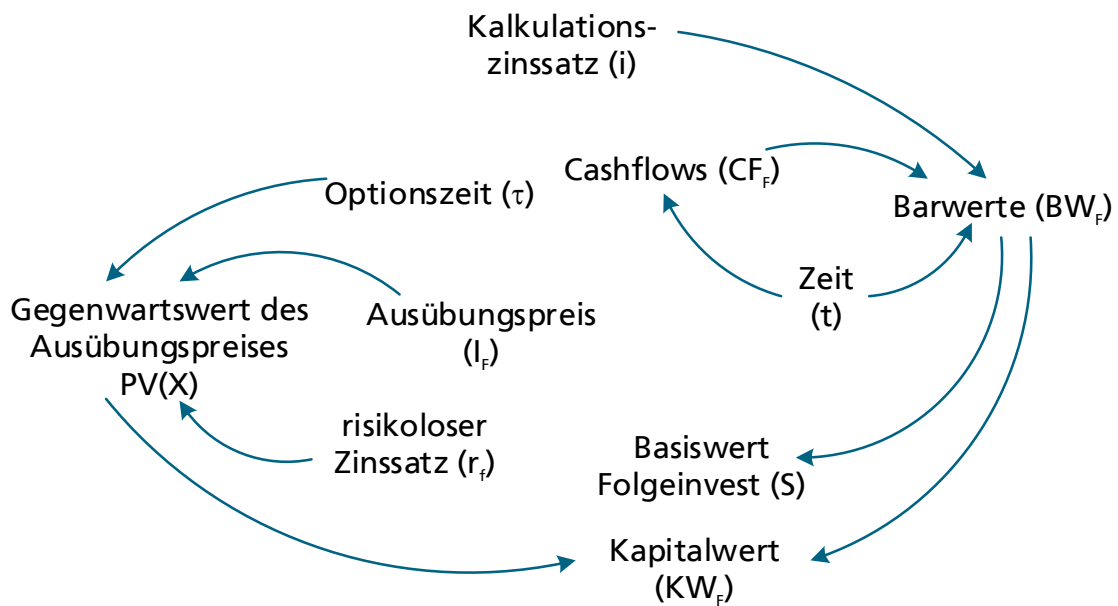 Kalkulations-
zinssatz (i)
Cashflows (CF_F)
Optionszeit (τ)
Barwerte (BW_F)
Zeit
(t)
Gegenwartswert des
Ausübungspreises
PV(X)
Ausübungspreis
(I_F)
risikoloser
Zinssatz (r_f)
Basiswert
Folgeinvest (S)
Kapitalwert
(KW_F)